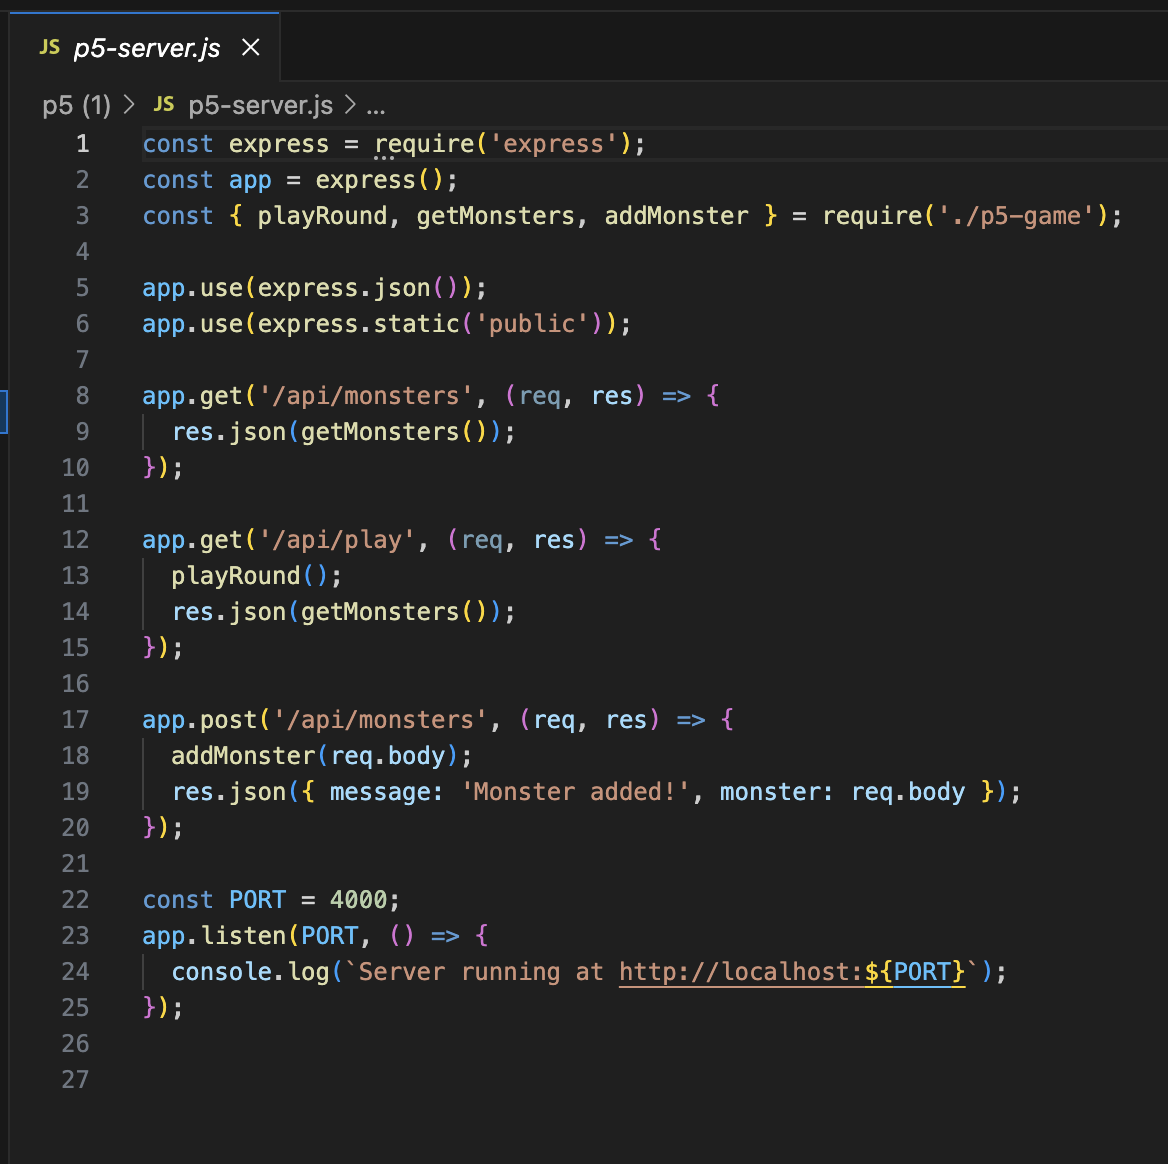 JS p5-server.js ×
p5 (1) > JS p5-server.js > ...
1 const express = require('express');
2 const app = express();
3 const { playRound, getMonsters, addMonster } = require('./p5-game');
4
5 app.use(express.json());
6 app.use(express.static('public'));
7
8 app.get('/api/monsters', (req, res) => {
9   res.json(getMonsters());
10 });
11
12 app.get('/api/play', (req, res) => {
13   playRound();
14   res.json(getMonsters());
15 });
16
17 app.post('/api/monsters', (req, res) => {
18   addMonster(req.body);
19   res.json({ message: 'Monster added!', monster: req.body });
20 });
21
22 const PORT = 4000;
23 app.listen(PORT, () => {
24   console.log(`Server running at http://localhost:${PORT}`);
25 });
26
27